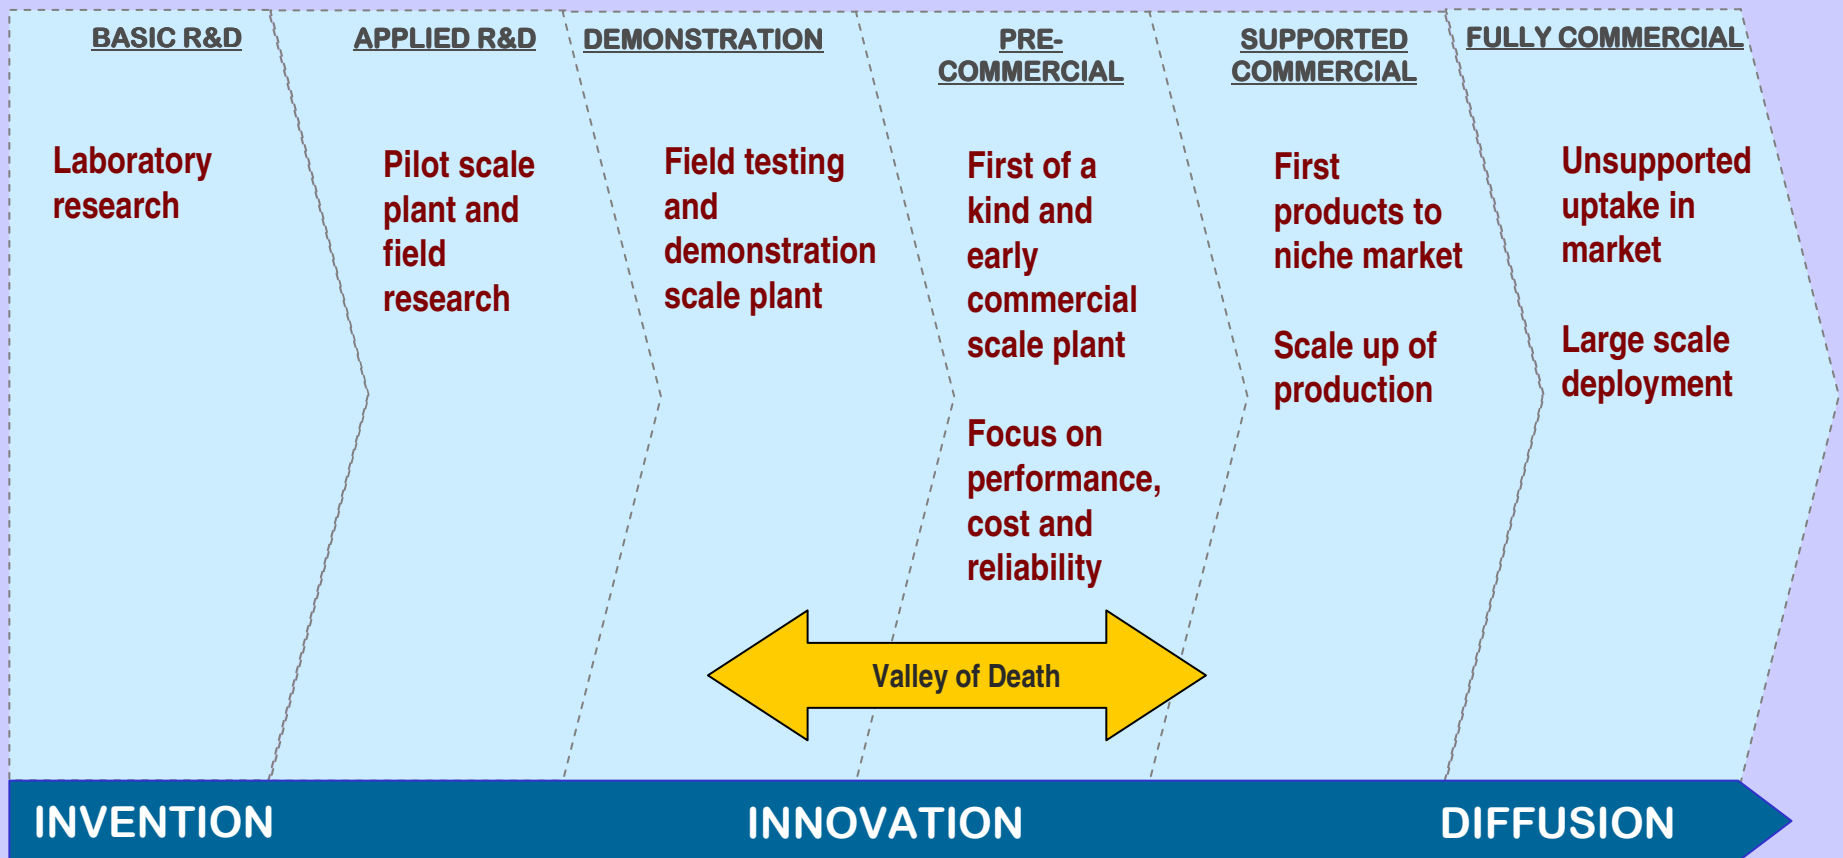 BASIC R&D
Laboratory
research
APPLIED R&D
Pilot scale
plant and
field
research
DEMONSTRATION
Field testing
and
demonstration
scale plant
PRE-
COMMERCIAL
First of a
kind and
early
commercial
scale plant
Focus on
performance,
cost and
reliability
SUPPORTED
COMMERCIAL
First
products to
niche market
Scale up of
production
FULLY COMMERCIAL
Unsupported
uptake in
market
Large scale
deployment
Valley of Death
INVENTION
INNOVATION
DIFFUSION